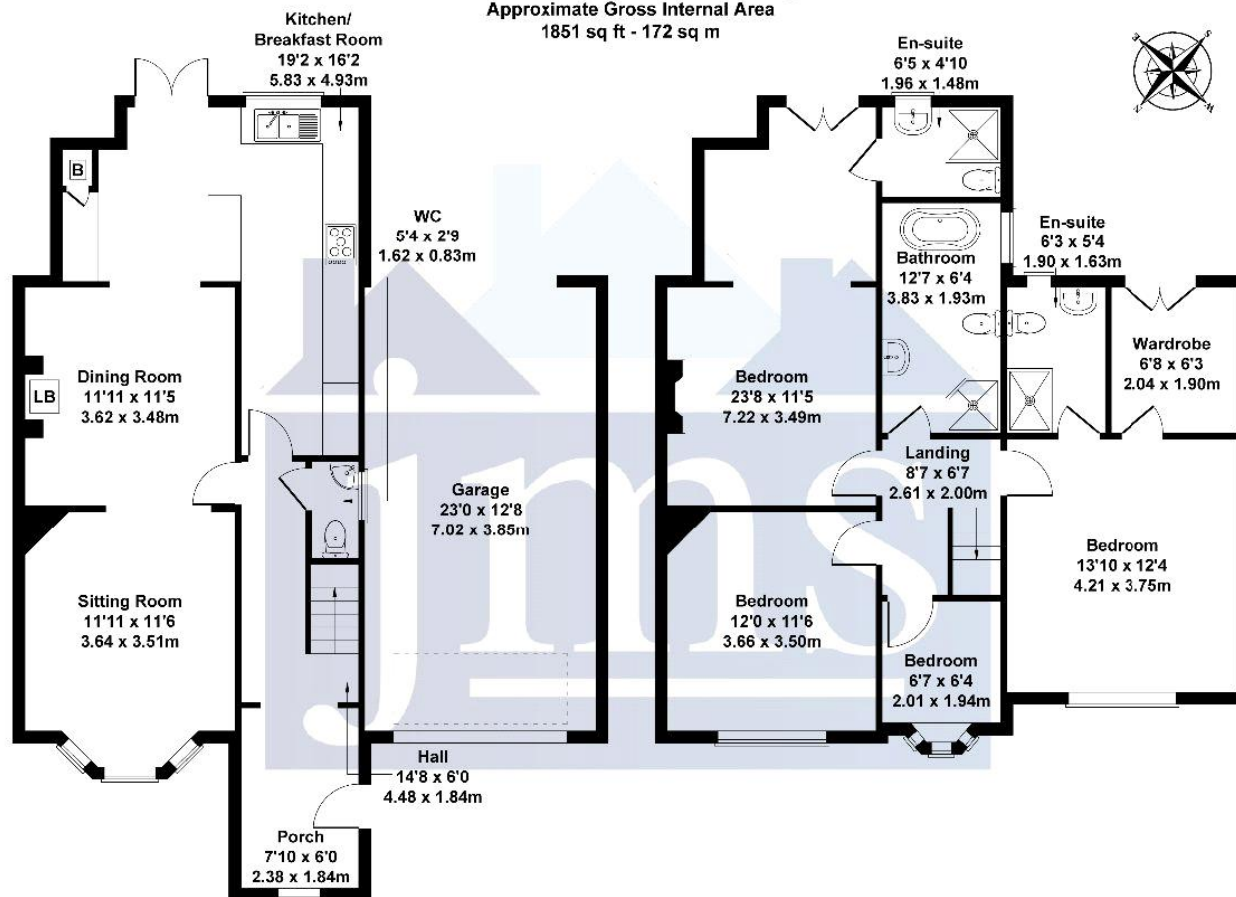 Approximate Gross Internal Area
1851 sq ft - 172 sq m
Kitchen/
Breakfast Room
19'2 x 16'2
5.83 x 4.93m
B
WC
5'4 x 2'9
1.62 x 0.83m
Dining Room
11'11 x 11'5
3.62 x 3.48m
LB
Garage
23'0 x 12'8
7.02 x 3.85m
Sitting Room
11'11 x 11'6
3.64 x 3.51m
Hall
14'8 x 6'0
4.48 x 1.84m
Porch
7'10 x 6'0
2.38 x 1.84m
En-suite
6'5 x 4'10
1.96 x 1.48m
En-suite
6'3 x 5'4
1.90 x 1.63m
Bathroom
12'7 x 6'4
3.83 x 1.93m
Wardrobe
6'8 x 6'3
2.04 x 1.90m
Bedroom
23'8 x 11'5
7.22 x 3.49m
Landing
8'7 x 6'7
2.61 x 2.00m
Bedroom
13'10 x 12'4
4.21 x 3.75m
Bedroom
12'0 x 11'6
3.66 x 3.50m
Bedroom
6'7 x 6'4
2.01 x 1.94m
jms
S
W
N
E